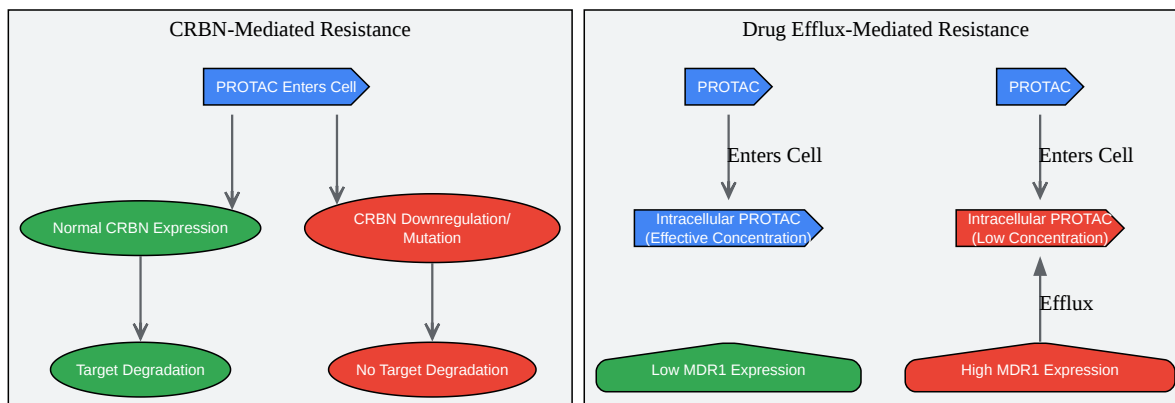 CRBN-Mediated Resistance
PROTAC Enters Cell
Normal CRBN Expression
CRBN Downregulation/
Mutation
Target Degradation
No Target Degradation
Drug Efflux-Mediated Resistance
PROTAC
PROTAC
Enters Cell
Enters Cell
Intracellular PROTAC
(Effective Concentration)
Intracellular PROTAC
(Low Concentration)
Efflux
Low MDR1 Expression
High MDR1 Expression